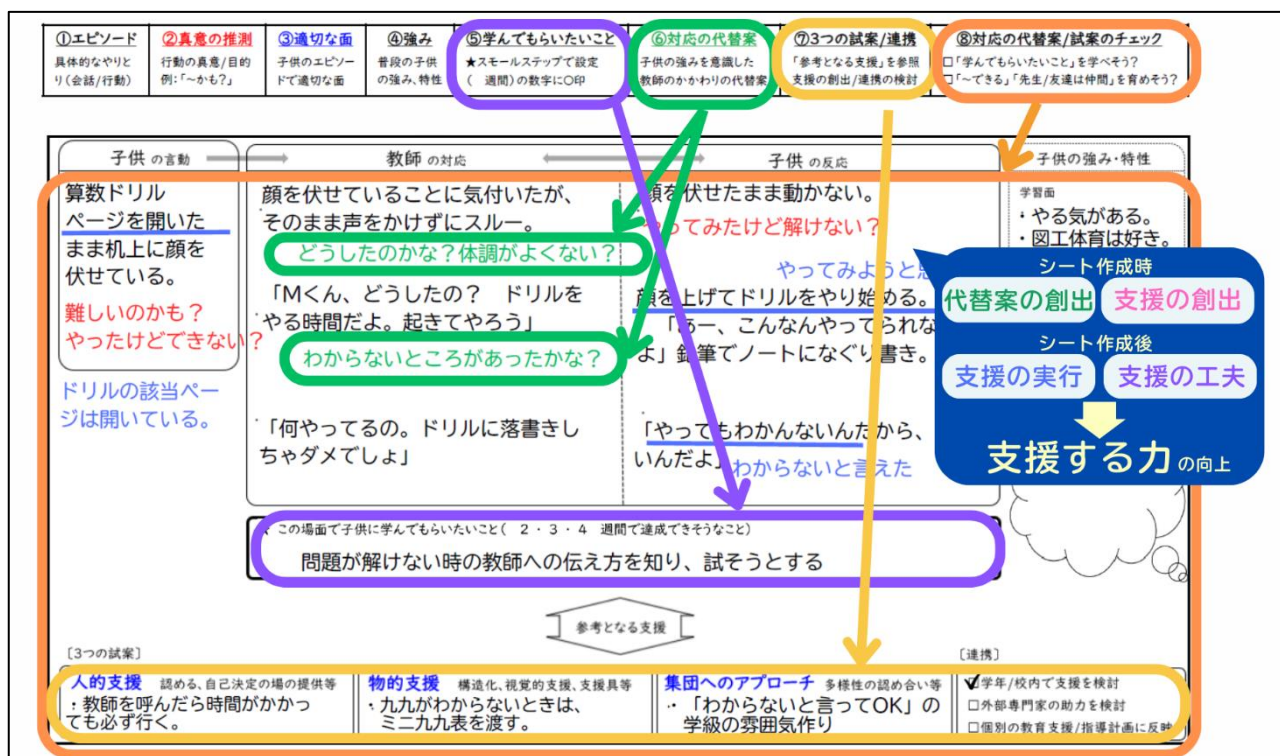 ①エピソード
具体的なやりと
り(会話/行動)
②真意の推測
行動の真意/目的
例:「～かも?」
③適切な面
子供のエピソー
ドで適切な面
④強み
普段の子供
の強み、特性
⑤学んでもらいたいこと
★スモールステップで設定
(　週間)の数字に○印
⑥対応の代替案
子供の強みを意識した
教師のかかわりの代替案
⑦3つの試案/連携
「参考となる支援」を参照
支援の創出/連携の検討
⑧対応の代替案/試案のチェック
□「学んでもらいたいこと」を学べそう?
□「～できる」「先生/友達は仲間」を育めそう?
子供 の言動
教師 の対応
子供 の反応
子供の強み・特性
算数ドリル
ページを開いた
まま机上に顔を
伏せている。
難しいのかも?
やったけどできない?
ドリルの該当ペー
ジは開いている。
顔を伏せていることに気付いたが、
そのまま声をかけずにスルー。
どうしたのかな?体調がよくない?
「Mくん、どうしたの?　ドリルを
やる時間だよ。起きてやろう」
わからないところがあったかな?
「何やってるの。ドリルに落書きし
ちゃダメでしょ」
顔を伏せたまま動かない。
やってみたけど解けない?
やってみようと
顔を上げてドリルをやり始める。
「あー、こんなんやってられな
よ」鉛筆でノートになぐり書き。
「やってもわかんないんだから、
いんだよ」
わからないと言えた
学習面
・やる気がある。
・図工体育は好き。
シート作成時
代替案の創出
支援の創出
シート作成後
支援の実行
支援の工夫
支援する力 の向上
この場面で子供に学んでもらいたいこと( 2・3・4 週間で達成できそうなこと)
問題が解けない時の教師への伝え方を知り、試そうとする
参考となる支援
〔3つの試案〕
〔連携〕
人的支援 認める、自己決定の場の提供等
・教師を呼んだら時間がかかっ
ても必ず行く。
物的支援 構造化、視覚的支援、支援具等
・九九がわからないときは、
ミニ九九表を渡す。
集団へのアプローチ 多様性の認め合い等
・「わからないと言ってOK」の
学級の雰囲気作り
☑学年/校内で支援を検討
□外部専門家の助力を検討
□個別の教育支援/指導計画に反映